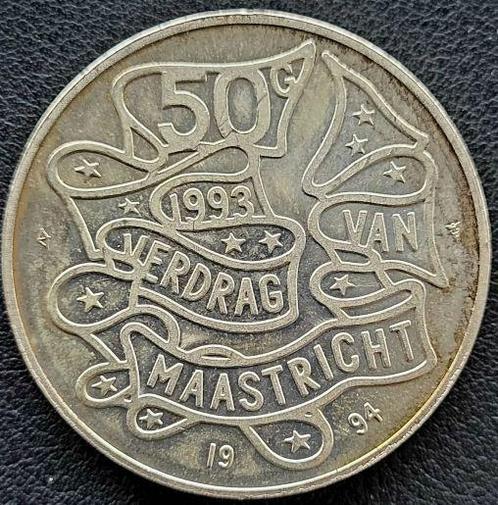 50G
1993
VERDRAG VAN
MAASTRICHT
19 94